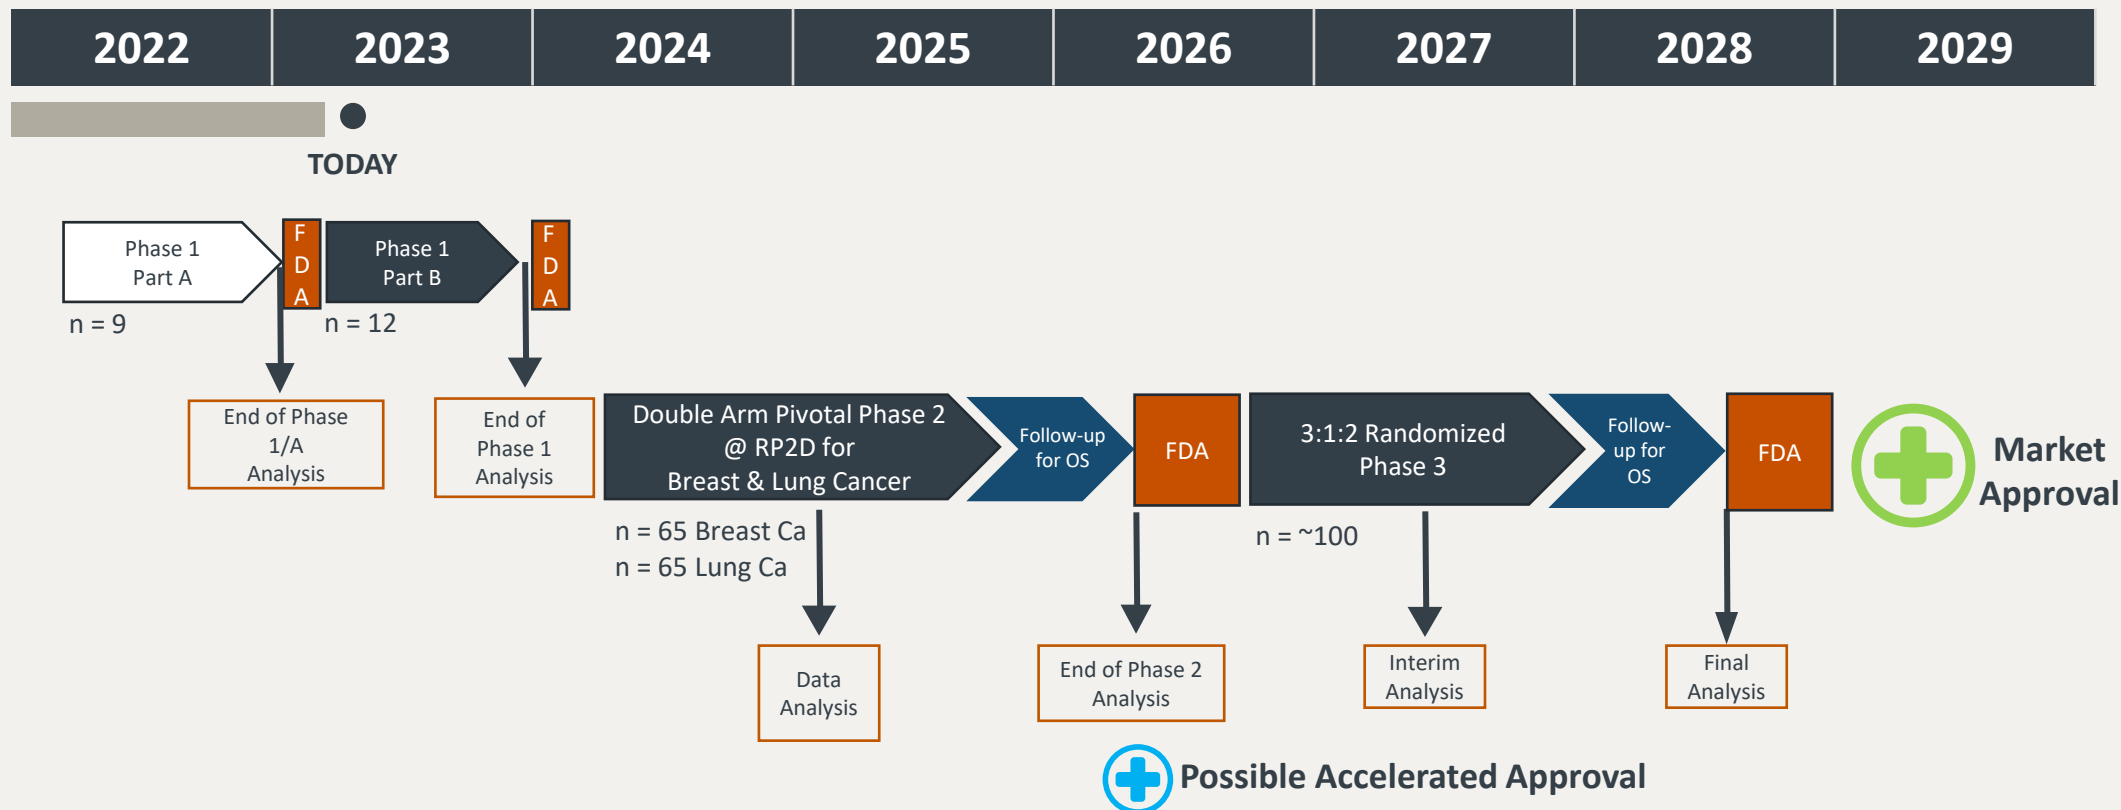 2022 2023 2024 2025 2026 2027 2028 2029
TODAY
Phase 1
Part A
F
D
A
Phase 1
Part B
F
D
A
n = 9
n = 12
End of Phase
1/A
Analysis
End of
Phase 1
Analysis
Double Arm Pivotal Phase 2
@ RP2D for
Breast & Lung Cancer
Follow-up
for OS
FDA
3:1:2 Randomized
Phase 3
Follow-
up for
OS
FDA
Market
Approval
n = 65 Breast Ca
n = 65 Lung Ca
n = ~100
Data
Analysis
End of Phase 2
Analysis
Interim
Analysis
Final
Analysis
Possible Accelerated Approval